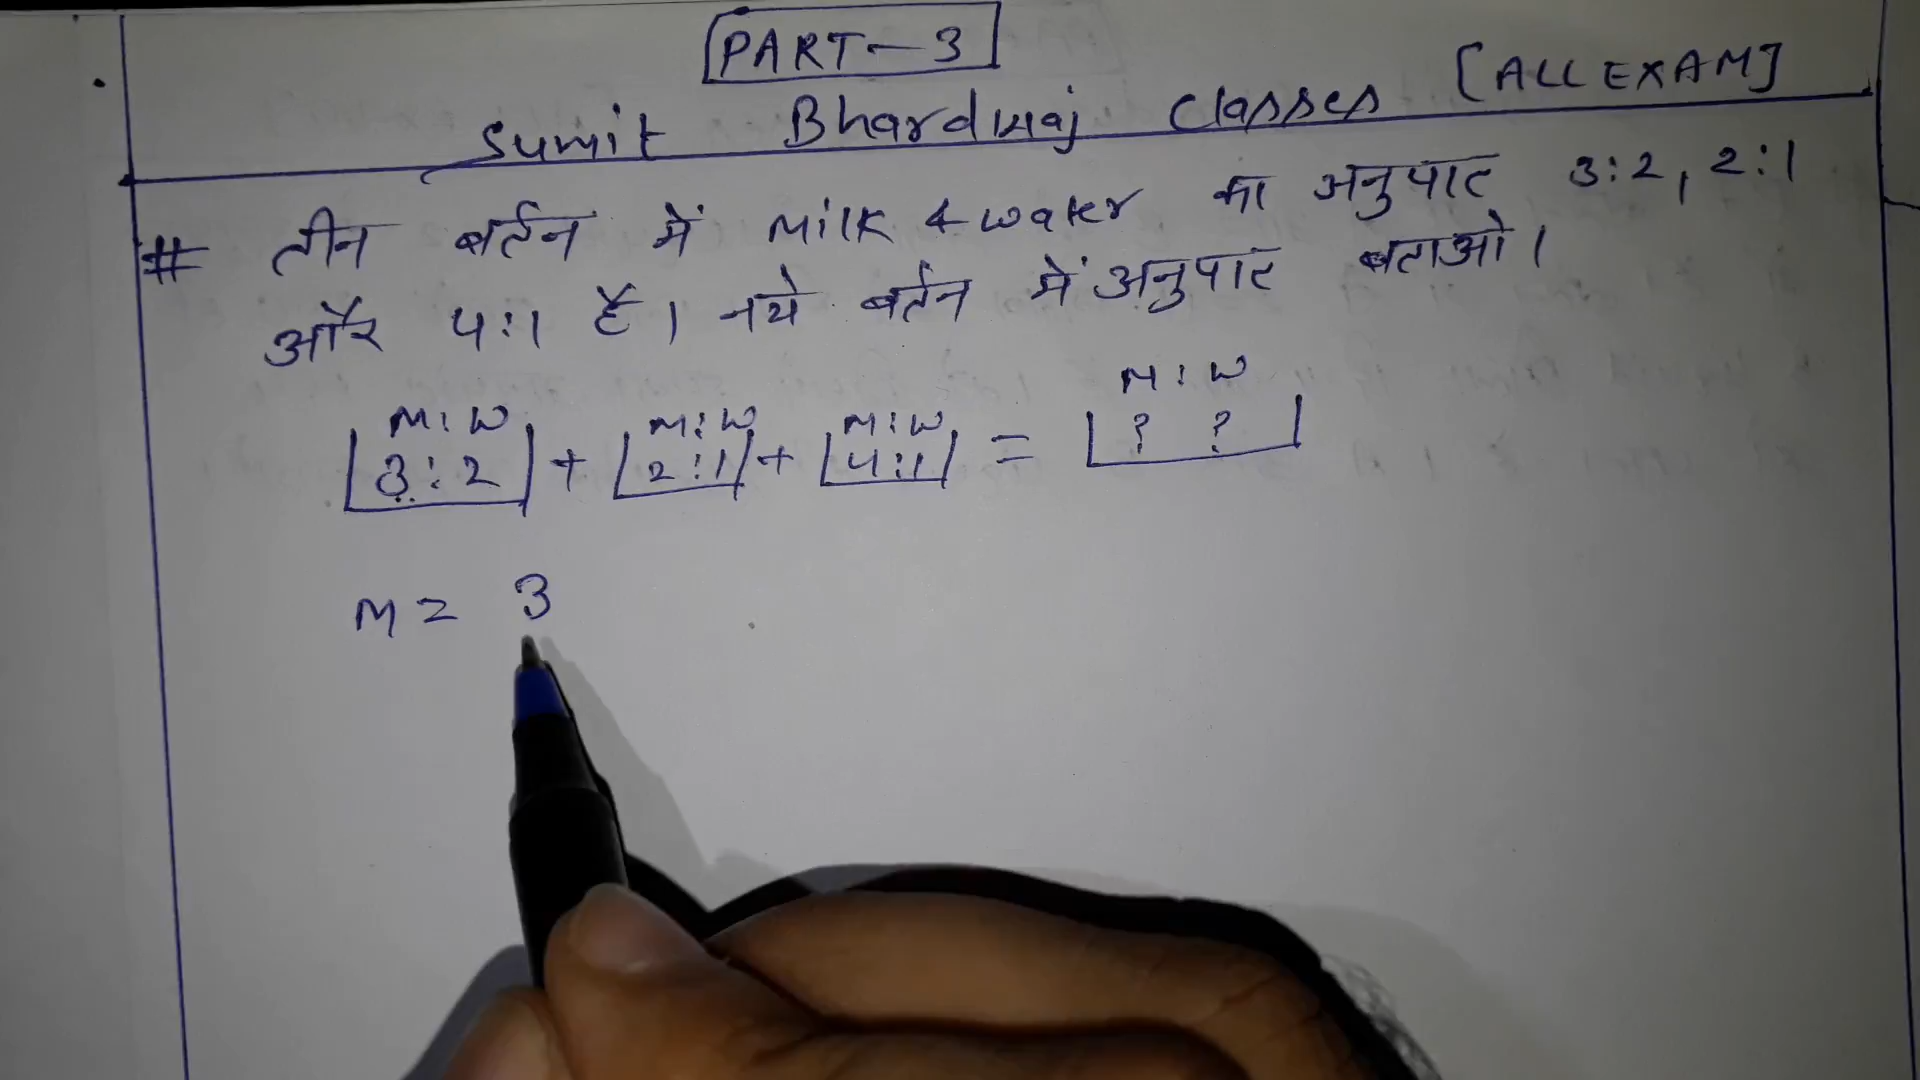 PART-3
Sumit Bhardwaj Classes [ALL EXAM]
# तीन बर्तन में Milk & water का अनुपात 3:2, 2:1
और 4:1 है। नये बर्तन में अनुपात बताओ।
M:W M:W M:W M:W
3:2 + 2:1 + 4:1 = ? ?
M = 3